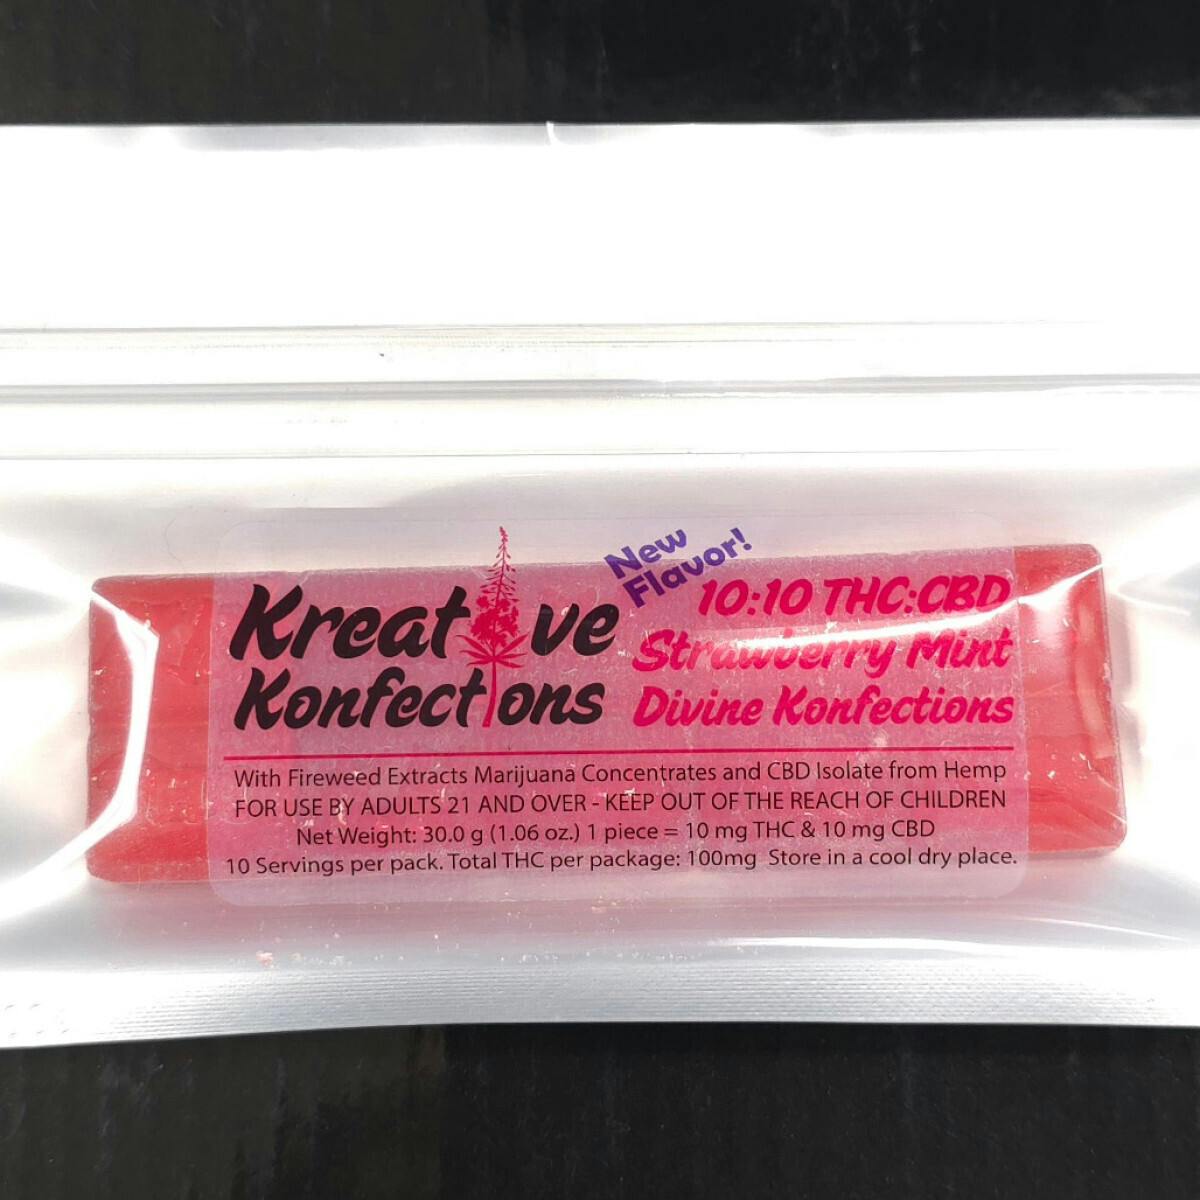 Kreative
Konfections
New
Flavor!
10:10 THC:CBD
Strawberry Mint
Divine Konfections
With Fireweed Extracts Marijuana Concentrates and CBD Isolate from Hemp
FOR USE BY ADULTS 21 AND OVER - KEEP OUT OF THE REACH OF CHILDREN
Net Weight: 30.0 g (1.06 oz.) 1 piece = 10 mg THC & 10 mg CBD
10 Servings per pack. Total THC per package: 100mg Store in a cool dry place.